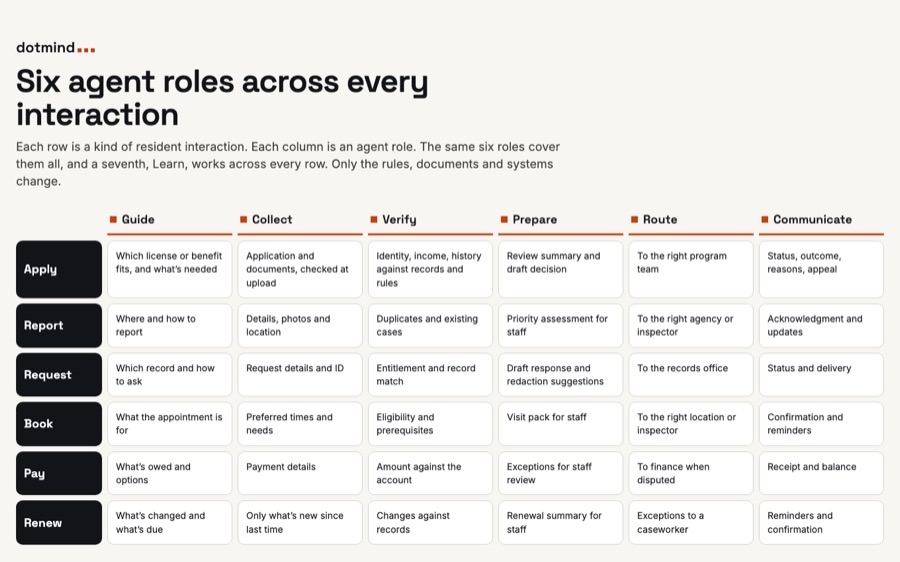 dotmind
Six agent roles across every
interaction
Each row is a kind of resident interaction. Each column is an agent role. The same six roles cover
them all, and a seventh, Learn, works across every row. Only the rules, documents and systems
change.
Guide
Collect
Verify
Prepare
Route
Communicate
Apply
Which license or benefit
fits, and what's needed
Application and
documents, checked at
upload
Identity, income, history
against records and
rules
Review summary and
draft decision
To the right program
team
Status, outcome,
reasons, appeal
Report
Where and how to
report
Details, photos and
location
Duplicates and existing
cases
Priority assessment for
staff
To the right agency or
inspector
Acknowledgment and
updates
Request
Which record and how
to ask
Request details and ID
Entitlement and record
match
Draft response and
redaction suggestions
To the records office
Status and delivery
Book
What the appointment is
for
Preferred times and
needs
Eligibility and
prerequisites
Visit pack for staff
To the right location or
inspector
Confirmation and
reminders
Pay
What's owed and
options
Payment details
Amount against the
account
Exceptions for staff
review
To finance when
disputed
Receipt and balance
Renew
What's changed and
what's due
Only what's new since
last time
Changes against
records
Renewal summary for
staff
Exceptions to a
caseworker
Reminders and
confirmation